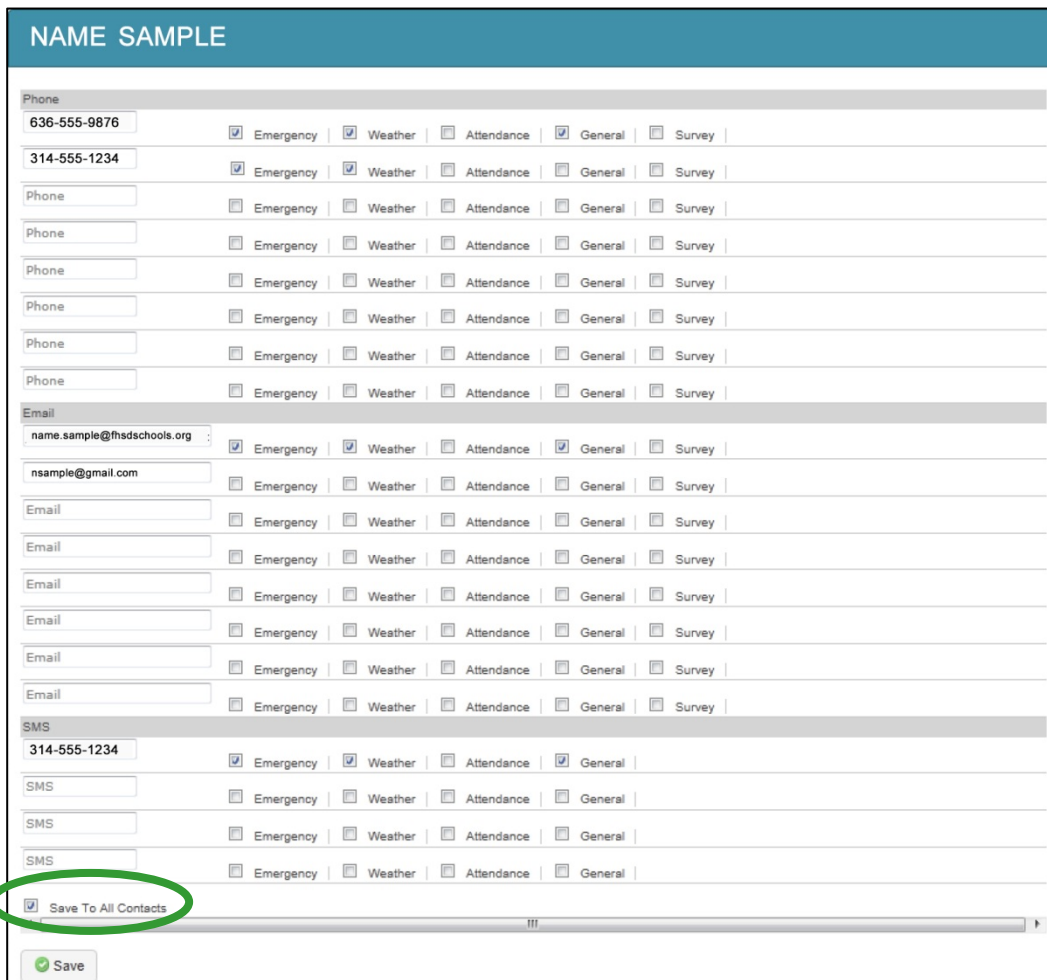 NAME SAMPLE
Phone
636-555-9876 Emergency Weather Attendance General Survey
314-555-1234 Emergency Weather Attendance General Survey
Phone Emergency Weather Attendance General Survey
Phone Emergency Weather Attendance General Survey
Phone Emergency Weather Attendance General Survey
Phone Emergency Weather Attendance General Survey
Phone Emergency Weather Attendance General Survey
Phone Emergency Weather Attendance General Survey
Email
name.sample@fhsdschools.org Emergency Weather Attendance General Survey
nsample@gmail.com Emergency Weather Attendance General Survey
Email Emergency Weather Attendance General Survey
Email Emergency Weather Attendance General Survey
Email Emergency Weather Attendance General Survey
Email Emergency Weather Attendance General Survey
Email Emergency Weather Attendance General Survey
Email Emergency Weather Attendance General Survey
SMS
314-555-1234 Emergency Weather Attendance General
SMS Emergency Weather Attendance General
SMS Emergency Weather Attendance General
SMS Emergency Weather Attendance General
Save To All Contacts
Save